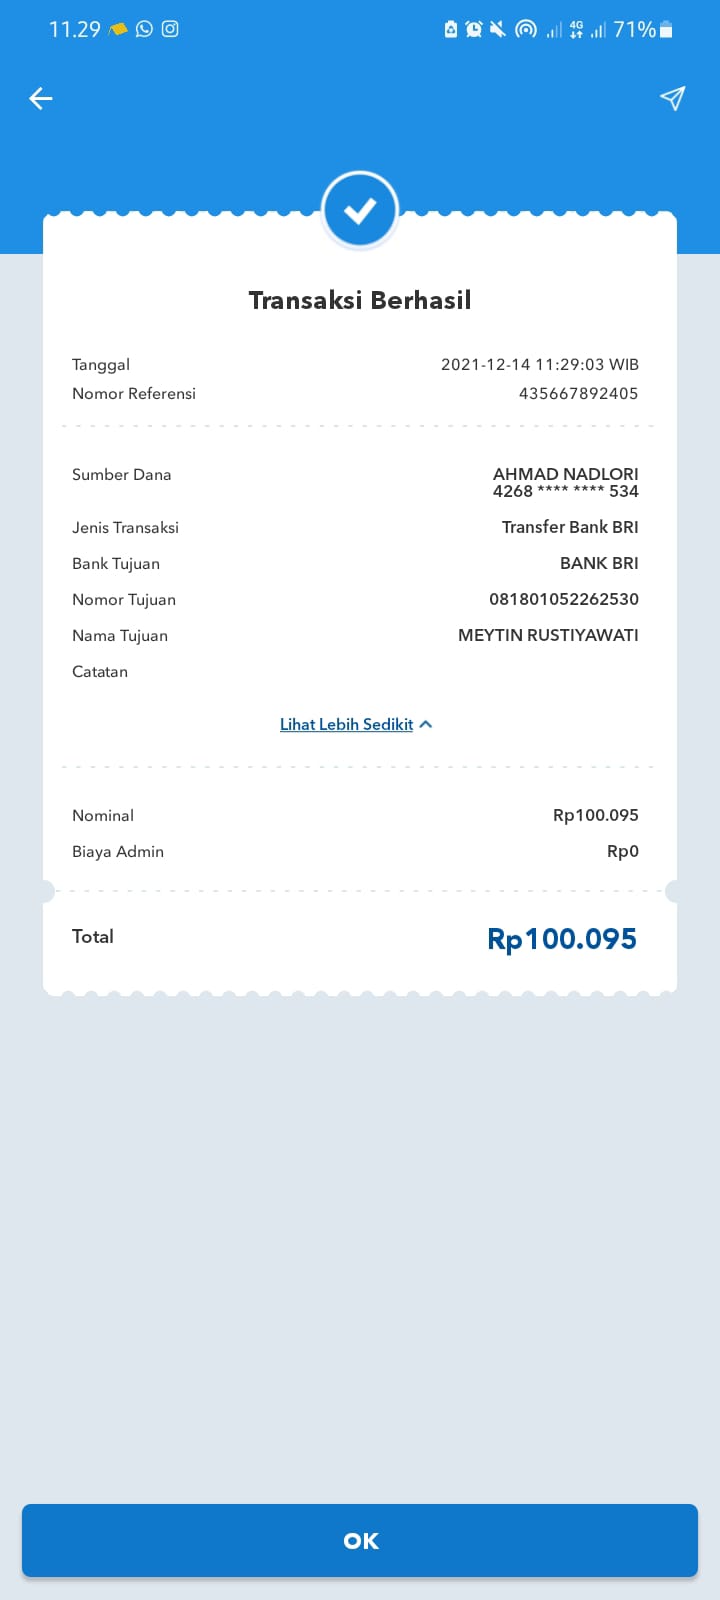 11.29 4G 71%
Transaksi Berhasil
Tanggal 2021-12-14 11:29:03 WIB
Nomor Referensi 435667892405
Sumber Dana AHMAD NADLORI
4268 **** **** 534
Jenis Transaksi Transfer Bank BRI
Bank Tujuan BANK BRI
Nomor Tujuan 081801052262530
Nama Tujuan MEYTIN RUSTIYAWATI
Catatan
Lihat Lebih Sedikit
Nominal Rp100.095
Biaya Admin Rp0
Total Rp100.095
OK